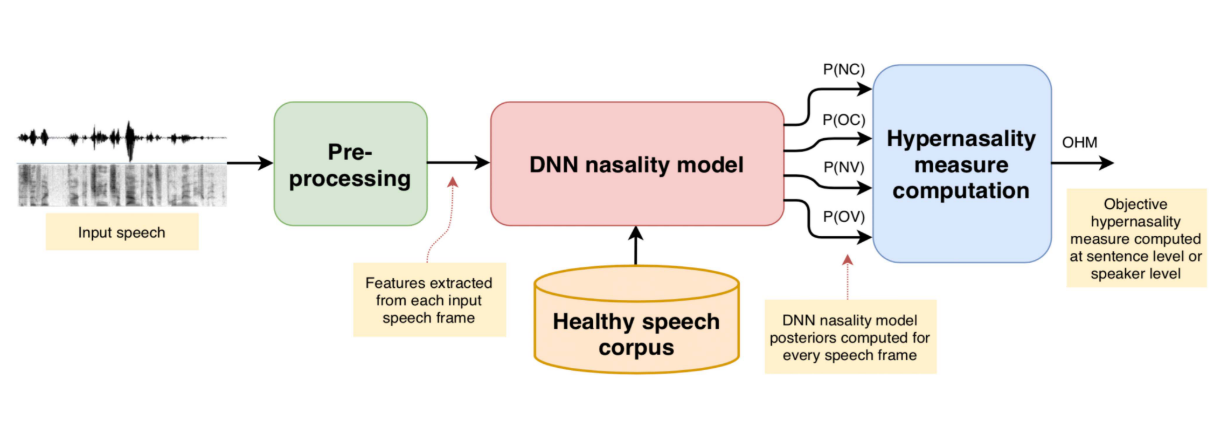 Input speech
Pre-
processing
Features extracted
from each input
speech frame
DNN nasality model
Healthy speech
corpus
P(NC)
P(OC)
P(NV)
P(OV)
DNN nasality model
posteriors computed for
every speech frame
Hypernasality
measure
computation
OHM
Objective
hypernasality
measure computed
at sentence level or
speaker level